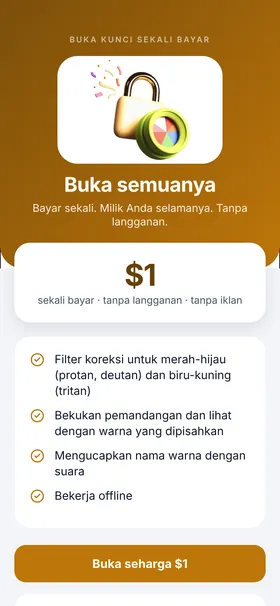 BUKA KUNCI SEKALI BAYAR
Buka semuanya
Bayar sekali. Milik Anda selamanya. Tanpa
langganan.
$1
sekali bayar · tanpa langganan · tanpa iklan
Filter koreksi untuk merah-hijau
(protan, deutan) dan biru-kuning
(tritan)
Bekukan pemandangan dan lihat
dengan warna yang dipisahkan
Mengucapkan nama warna dengan
suara
Bekerja offline
Buka seharga $1